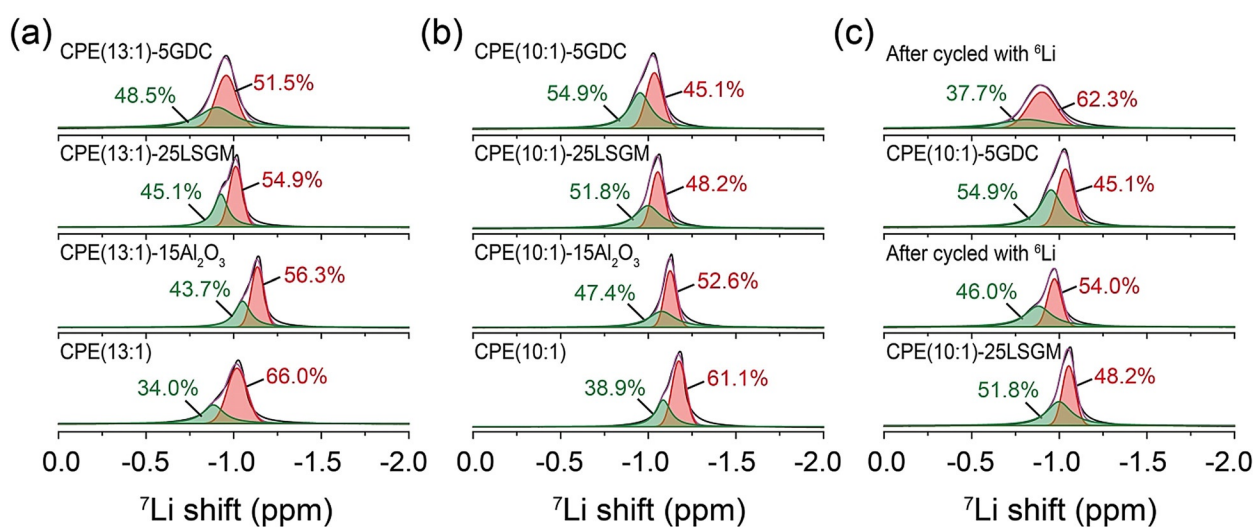 (a)
CPE(13:1)-5GDC
48.5%
51.5%
CPE(13:1)-25LSGM
45.1%
54.9%
CPE(13:1)-15Al₂O₃
43.7%
56.3%
CPE(13:1)
34.0%
66.0%
0.0 -0.5 -1.0 -1.5 -2.0
⁷Li shift (ppm)
(b)
CPE(10:1)-5GDC
54.9%
45.1%
CPE(10:1)-25LSGM
51.8%
48.2%
CPE(10:1)-15Al₂O₃
47.4%
52.6%
CPE(10:1)
38.9%
61.1%
0.0 -0.5 -1.0 -1.5 -2.0
⁷Li shift (ppm)
(c)
After cycled with ⁶Li
37.7%
62.3%
CPE(10:1)-5GDC
54.9%
45.1%
After cycled with ⁶Li
46.0%
54.0%
CPE(10:1)-25LSGM
51.8%
48.2%
0.0 -0.5 -1.0 -1.5 -2.0
⁷Li shift (ppm)